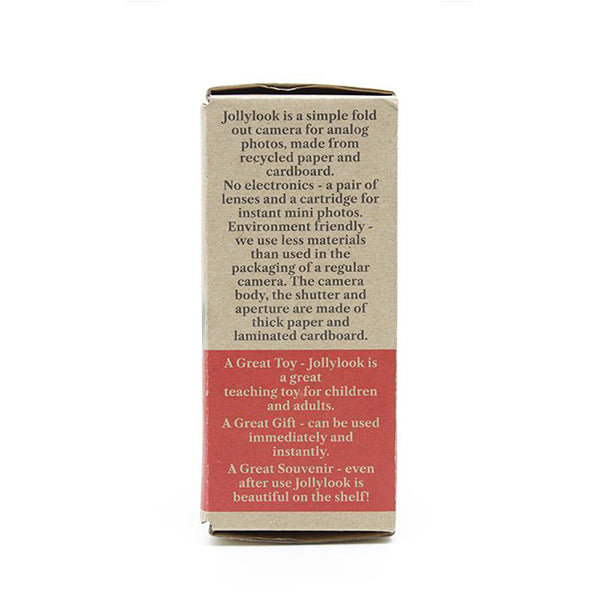 Jollylook is a simple fold
out camera for analog
photos, made from
recycled paper and
cardboard.
No electronics - a pair of
lenses and a cartridge for
instant mini photos.
Environment friendly -
we use less materials
than used in the
packaging of a regular
camera. The camera
body, the shutter and
aperture are made of
thick paper and
laminated cardboard.
A Great Toy - Jollylook is
a great
teaching toy for children
and adults.
A Great Gift - can be used
immediately and
instantly.
A Great Souvenir - even
after use Jollylook is
beautiful on the shelf!